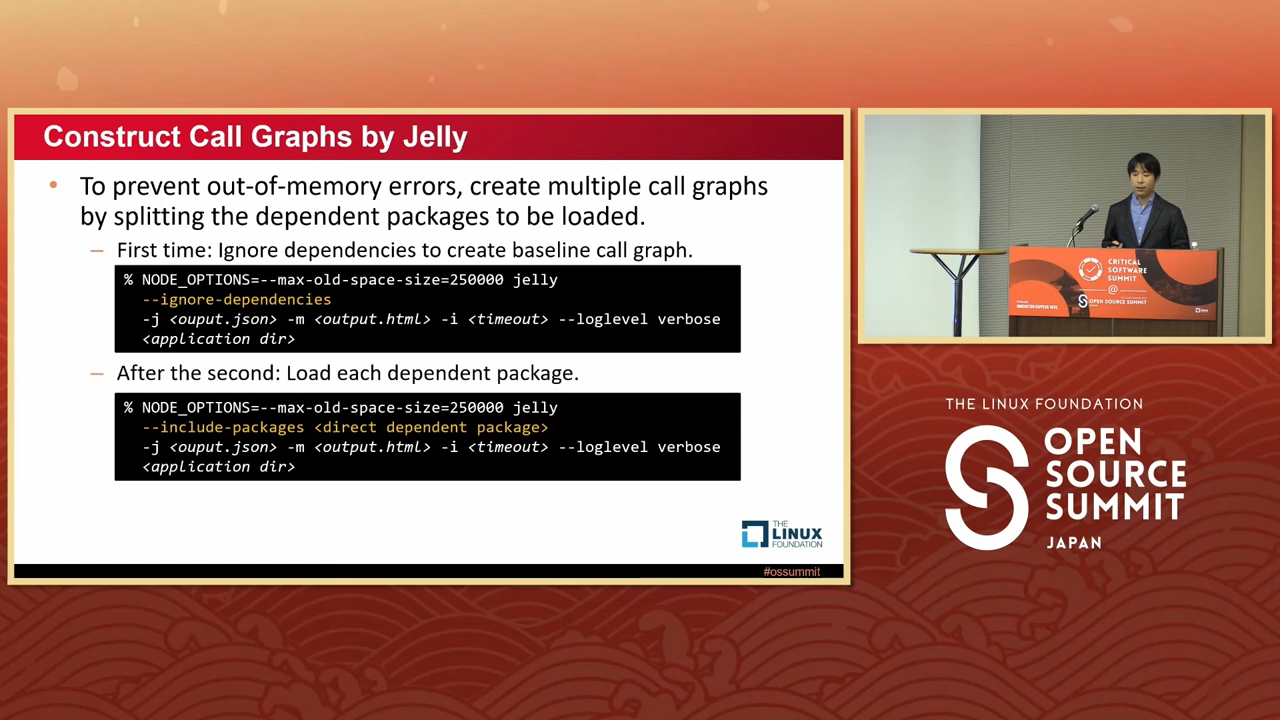 Construct Call Graphs by Jelly
• To prevent out-of-memory errors, create multiple call graphs
by splitting the dependent packages to be loaded.
– First time: Ignore dependencies to create baseline call graph.
% NODE_OPTIONS=--max-old-space-size=250000 jelly
--ignore-dependencies
-j <ouput.json> -m <output.html> -i <timeout> --loglevel verbose
<application dir>
– After the second: Load each dependent package.
% NODE_OPTIONS=--max-old-space-size=250000 jelly
--include-packages <direct dependent package>
-j <ouput.json> -m <output.html> -i <timeout> --loglevel verbose
<application dir>
THE
LINUX
FOUNDATION
#ossummit
CRITICAL
SOFTWARE
SUMMIT
@
OPEN SOURCE SUMMIT
THE LINUX FOUNDATION
OPEN
SOURCE
SUMMIT
JAPAN